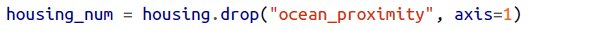 housing_num = housing.drop("ocean_proximity", axis=1)